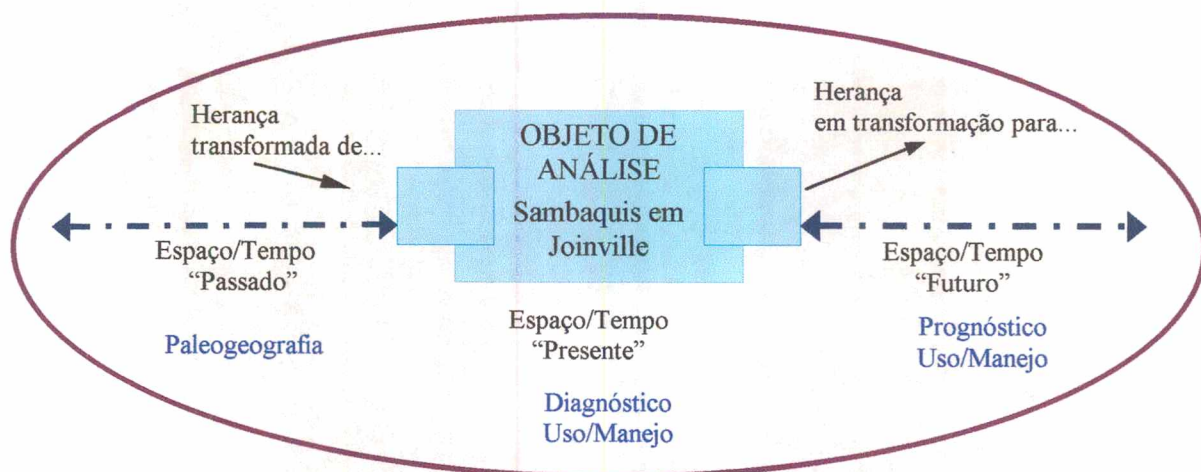 Herança
transformada de...
OBJETO DE
ANÁLISE
Sambaquis em
Joinville
Herança
em transformação para...
Espaço/Tempo
“Passado”
Paleogeografia
Espaço/Tempo
“Presente”
Diagnóstico
Uso/Manejo
Espaço/Tempo
“Futuro”
Prognóstico
Uso/Manejo